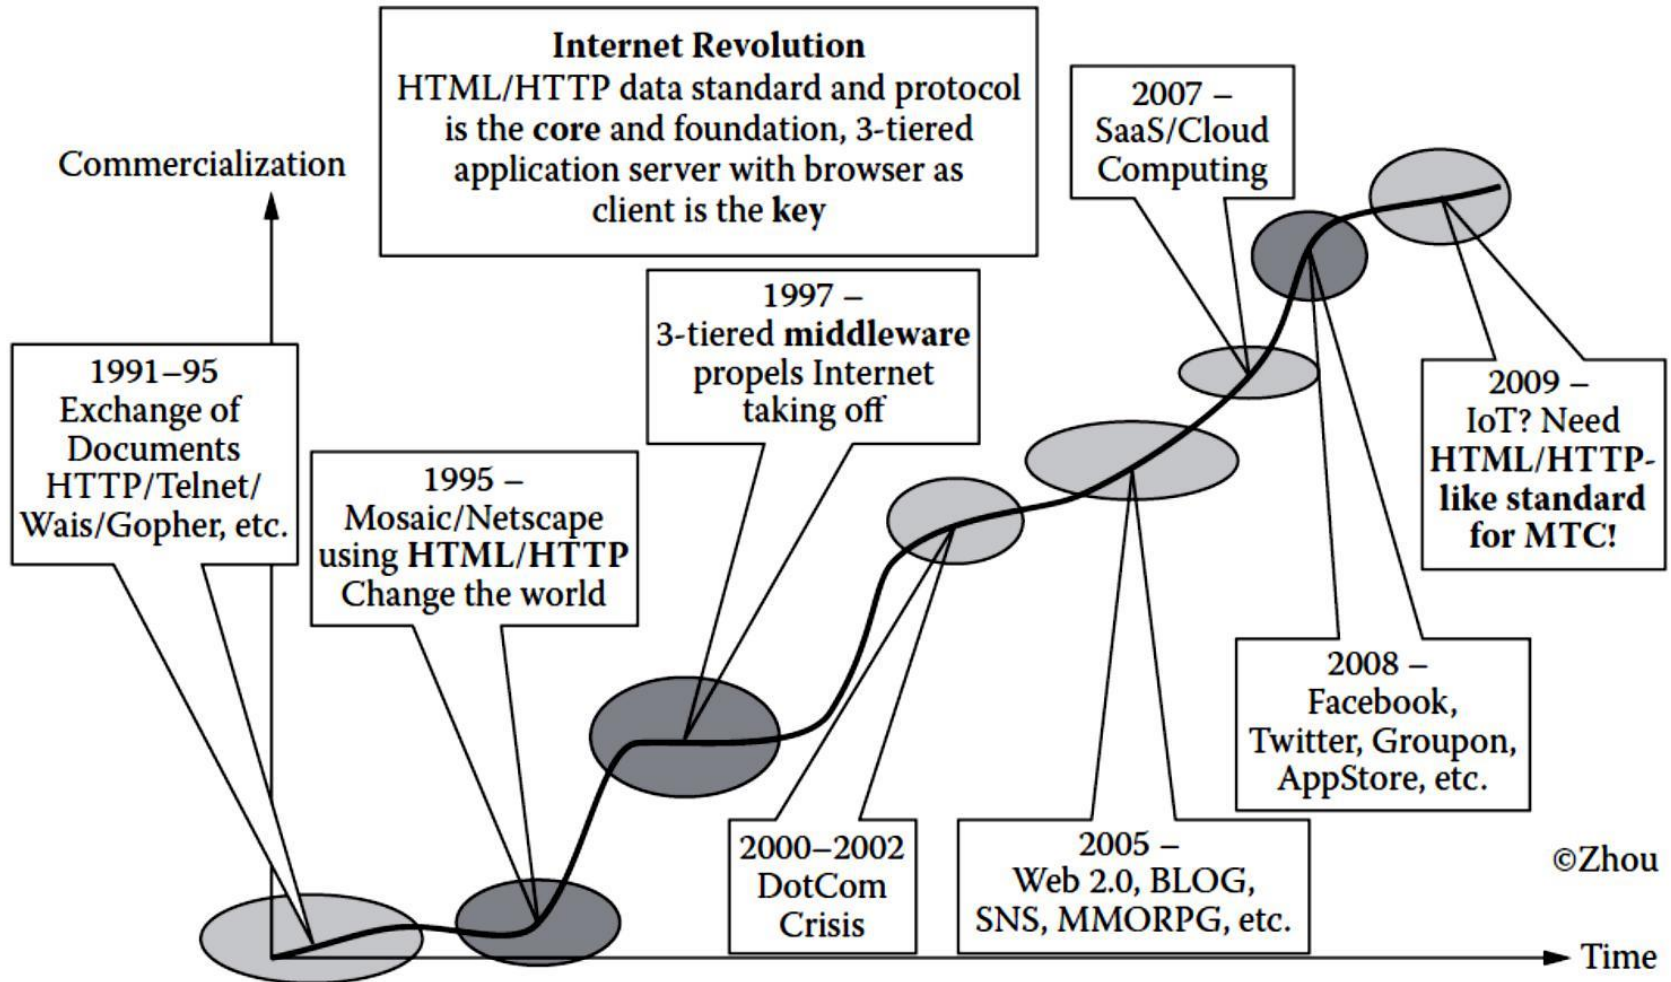 Internet Revolution
HTML/HTTP data standard and protocol
is the core and foundation, 3-tiered
application server with browser as
client is the key
Commercialization
2007 –
SaaS/Cloud
Computing
1997 –
3-tiered middleware
propels Internet
taking off
1991–95
Exchange of
Documents
HTTP/Telnet/
Wais/Gopher, etc.
1995 –
Mosaic/Netscape
using HTML/HTTP
Change the world
2009 –
IoT? Need
HTML/HTTP-
like standard
for MTC!
2008 –
Facebook,
Twitter, Groupon,
AppStore, etc.
2000–2002
DotCom
Crisis
2005 –
Web 2.0, BLOG,
SNS, MMORPG, etc.
©Zhou
Time